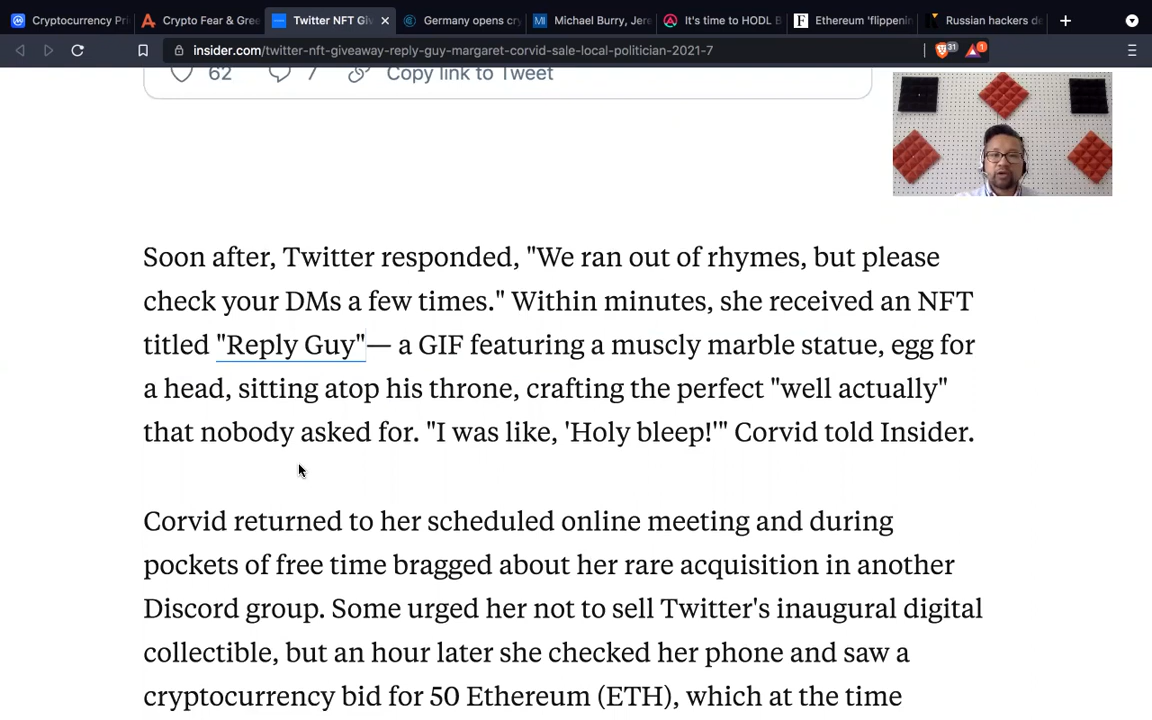 Cryptocurrency Pri
Crypto Fear & Gree
Twitter NFT Giv
Germany opens cry
Michael Burry, Jere
It's time to HODL B
Ethereum 'flippenin
Russian hackers de
insider.com/twitter-nft-giveaway-reply-guy-margaret-corvid-sale-local-politician-2021-7
31
1
62 7 Copy link to Tweet
Soon after, Twitter responded, "We ran out of rhymes, but please
check your DMs a few times." Within minutes, she received an NFT
titled "Reply Guy"— a GIF featuring a muscly marble statue, egg for
a head, sitting atop his throne, crafting the perfect "well actually"
that nobody asked for. "I was like, 'Holy bleep!'" Corvid told Insider.
Corvid returned to her scheduled online meeting and during
pockets of free time bragged about her rare acquisition in another
Discord group. Some urged her not to sell Twitter's inaugural digital
collectible, but an hour later she checked her phone and saw a
cryptocurrency bid for 50 Ethereum (ETH), which at the time